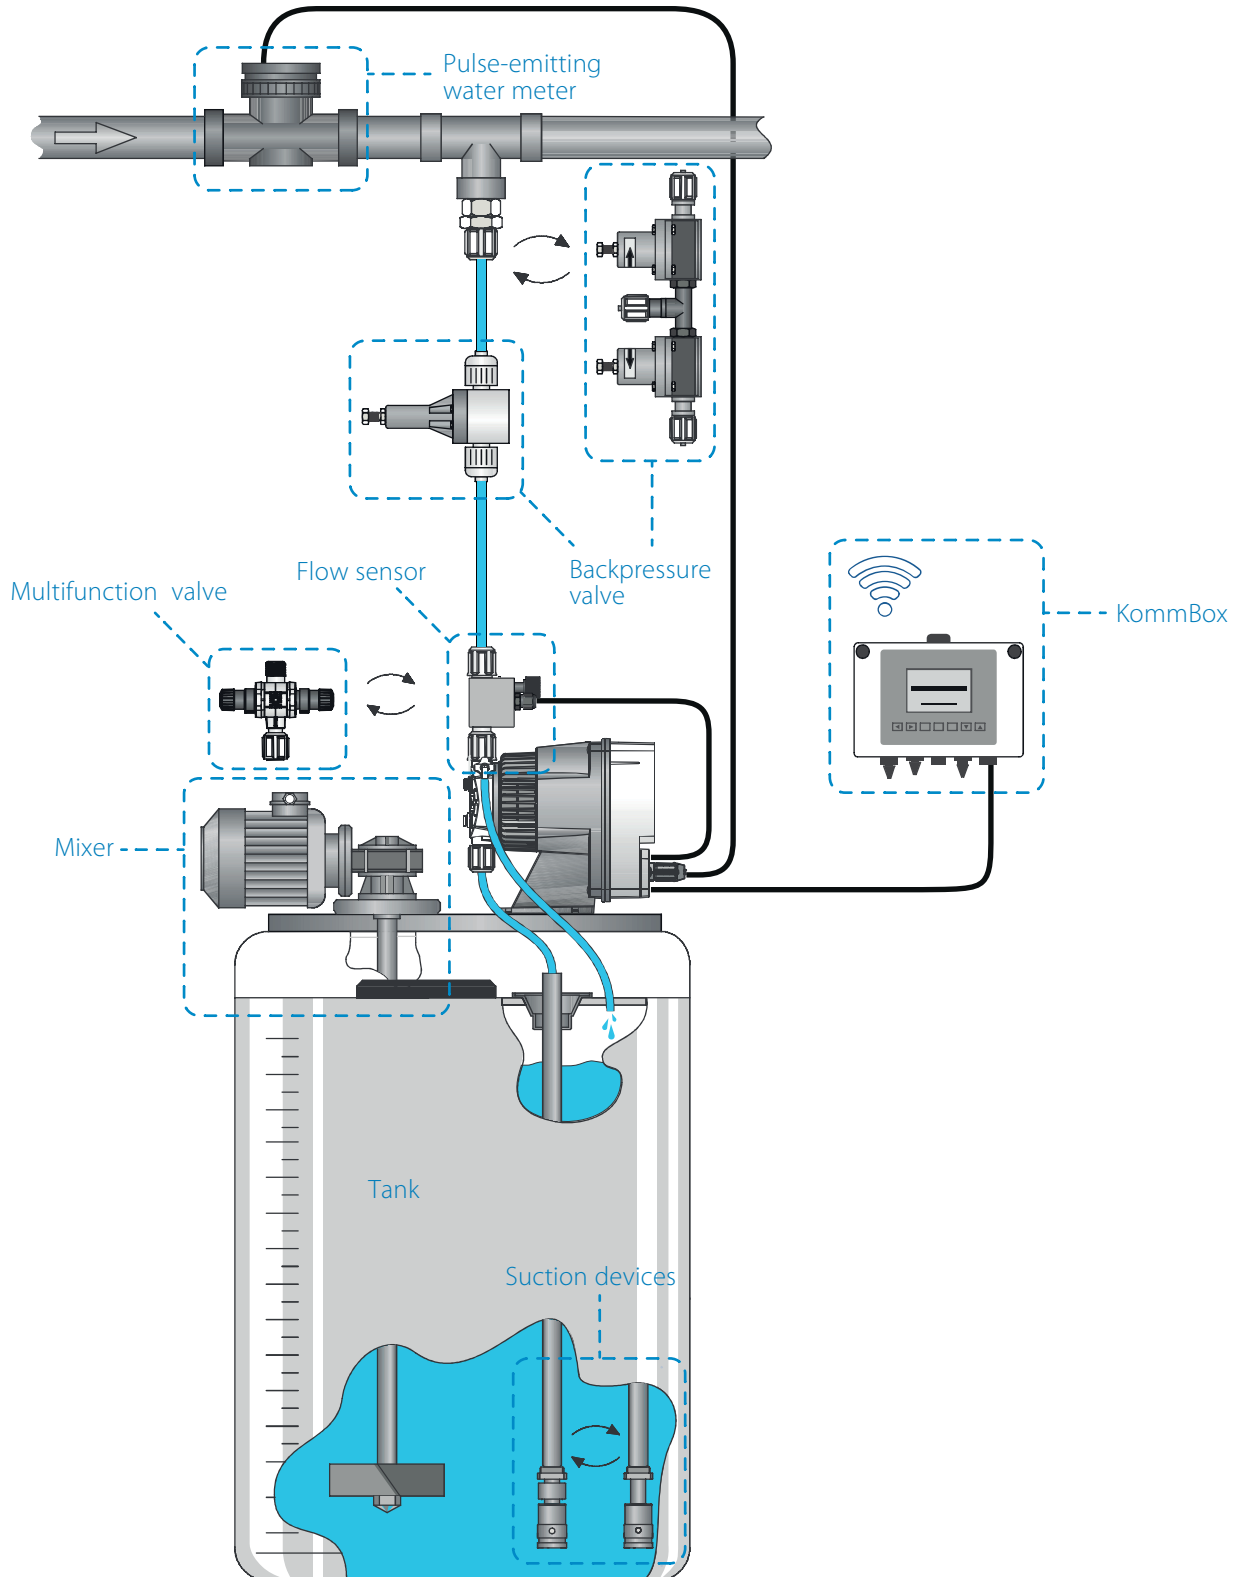 Pulse-emitting
water meter
Flow sensor
Backpressure
valve
Multifunction valve
KommBox
Mixer
Tank
Suction devices